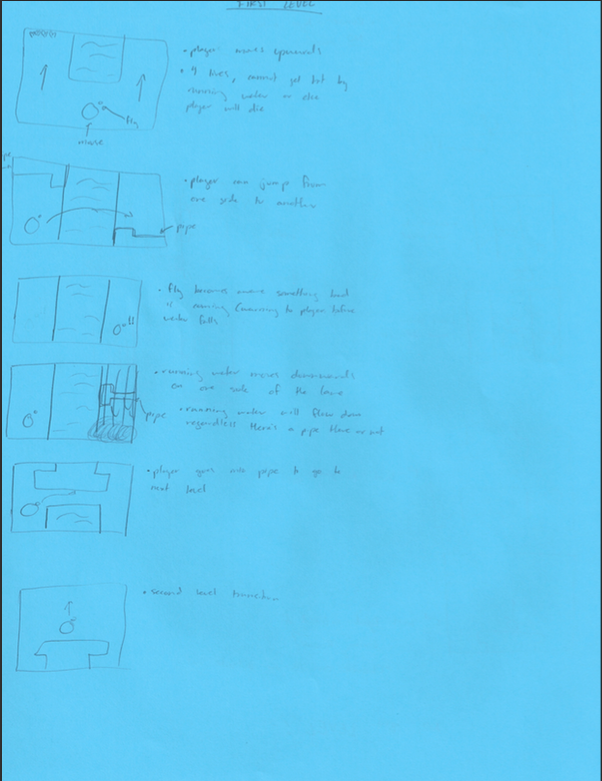 FIRST LEVEL
• player moves upwards
• 4 lives, cannot get hit by
running water or else
player will die
fly
mouse
• player can jump from
one side to another
pipe
• fly becomes aware something bad
is coming (warning to player before
water falls
• running water moves downwards
on one side of the lane
pipe
• running water will flow down
regardless there's a pipe there or not
• player goes into pipe to go to
next level
• second level transition